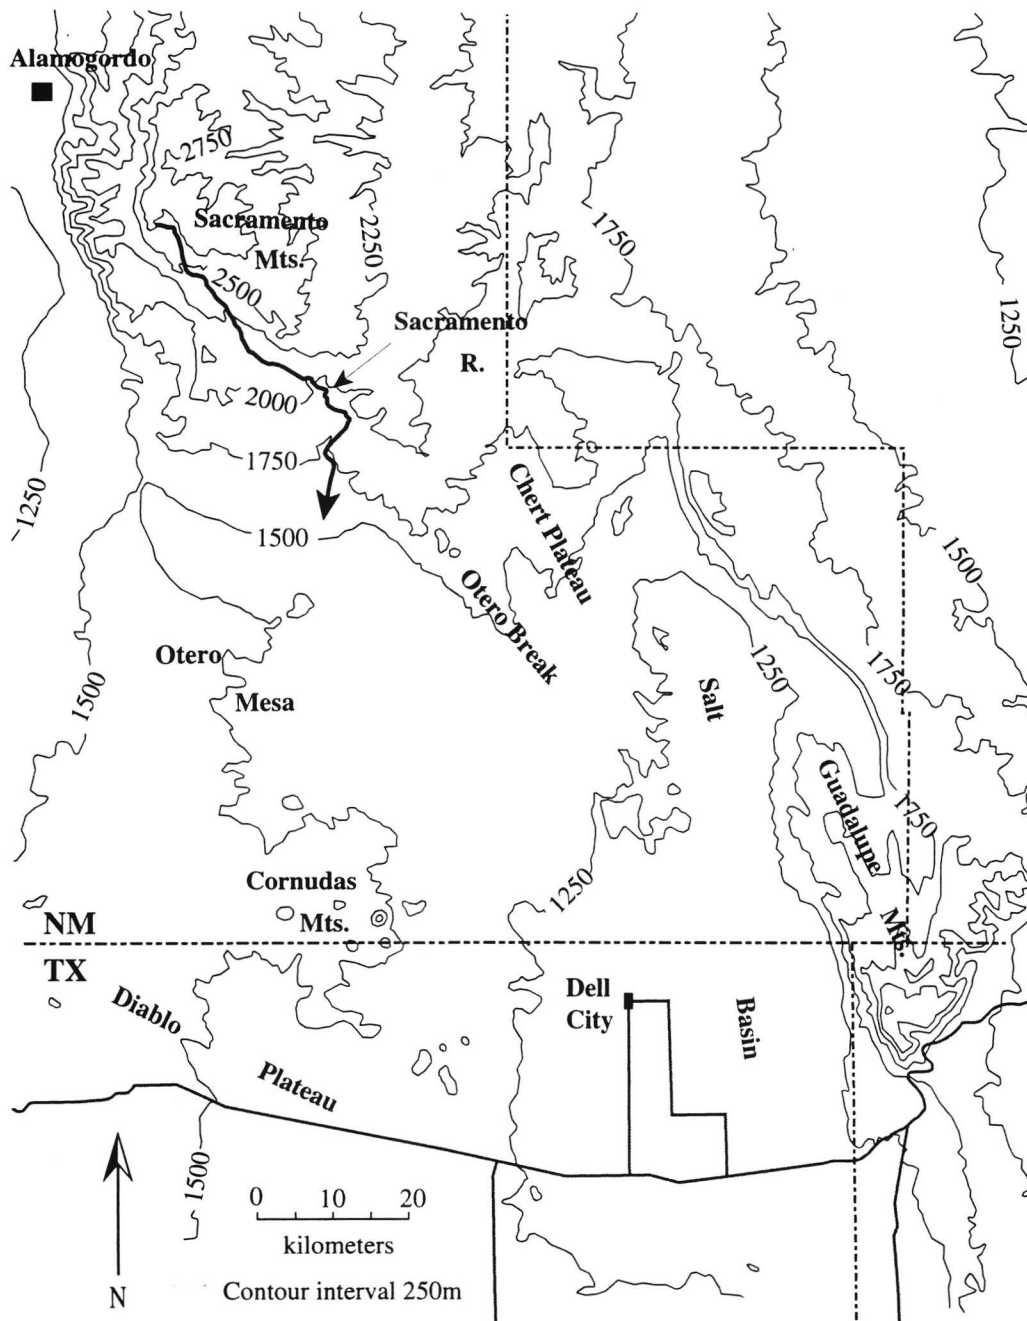 Alamogordo
2750
Sacramento
Mts.
2250
2500
1750
1250
Sacramento
R.
2000
1750
1250
1500
Chert Plateau
Otero Break
1500
Otero
Mesa
1500
1250
1750
Salt
Guadalupe
Mts.
1750
1250
Cornudas
Mts.
NM
TX
Diablo
Plateau
Dell
City
Basin
1500
0 10 20
kilometers
Contour interval 250m
N